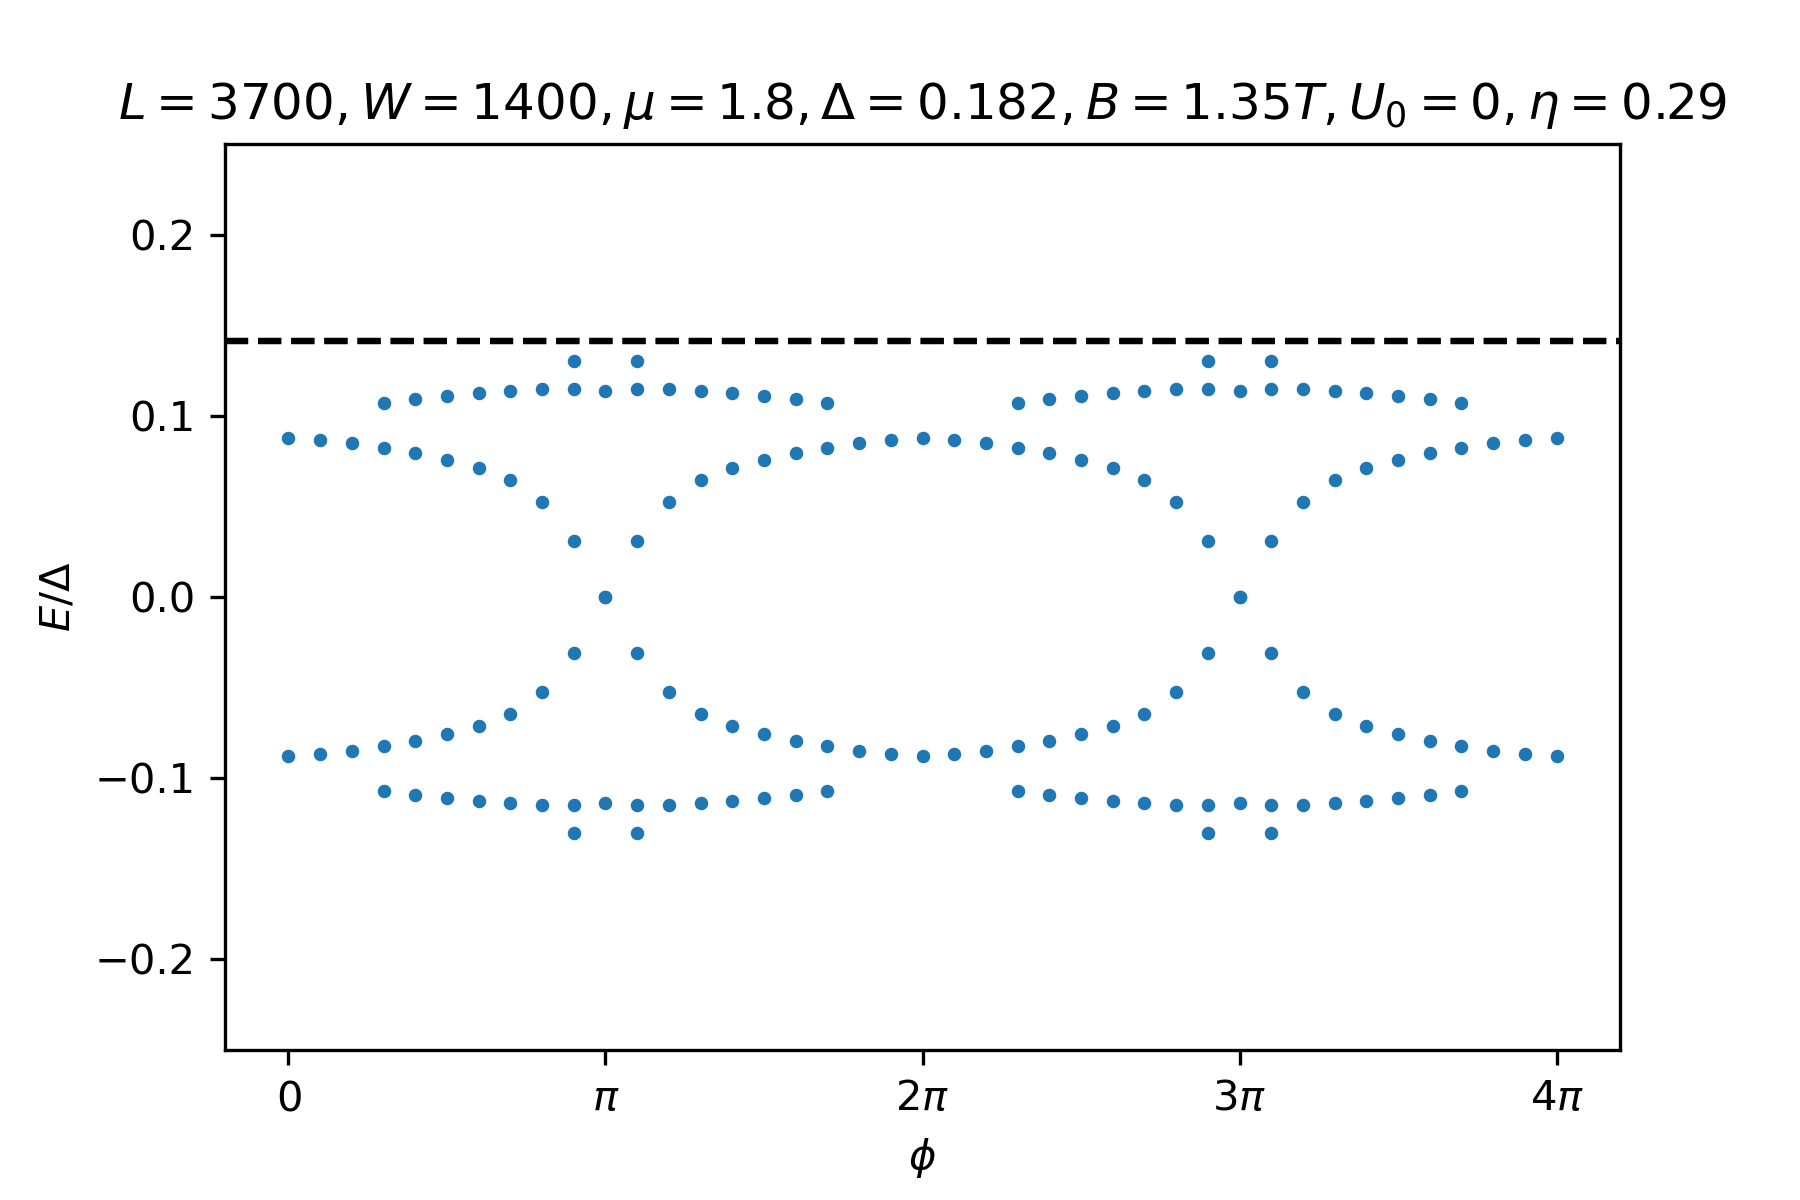 L = 3700, W = 1400, μ = 1.8, Δ = 0.182, B = 1.35T, U₀ = 0, η = 0.29
0.2
0.1
0.0
−0.1
−0.2
E/Δ
0 π 2π 3π 4π
ϕ